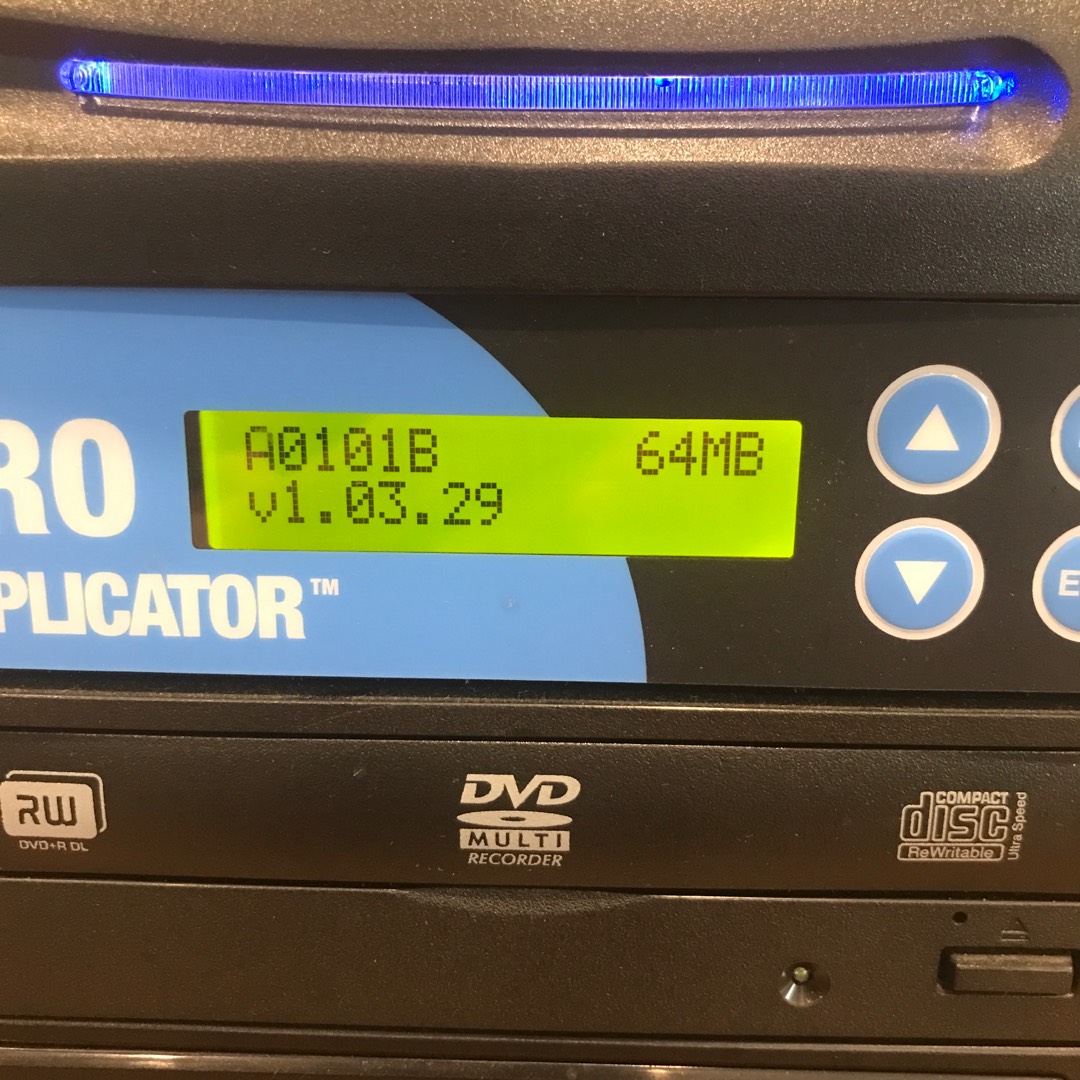 RO
PLICATOR™
A0101B 64MB
v1.03.29
E
RW
DVD+R DL
DVD
MULTI
RECORDER
COMPACT
disc
ReWritable
Ultra Speed